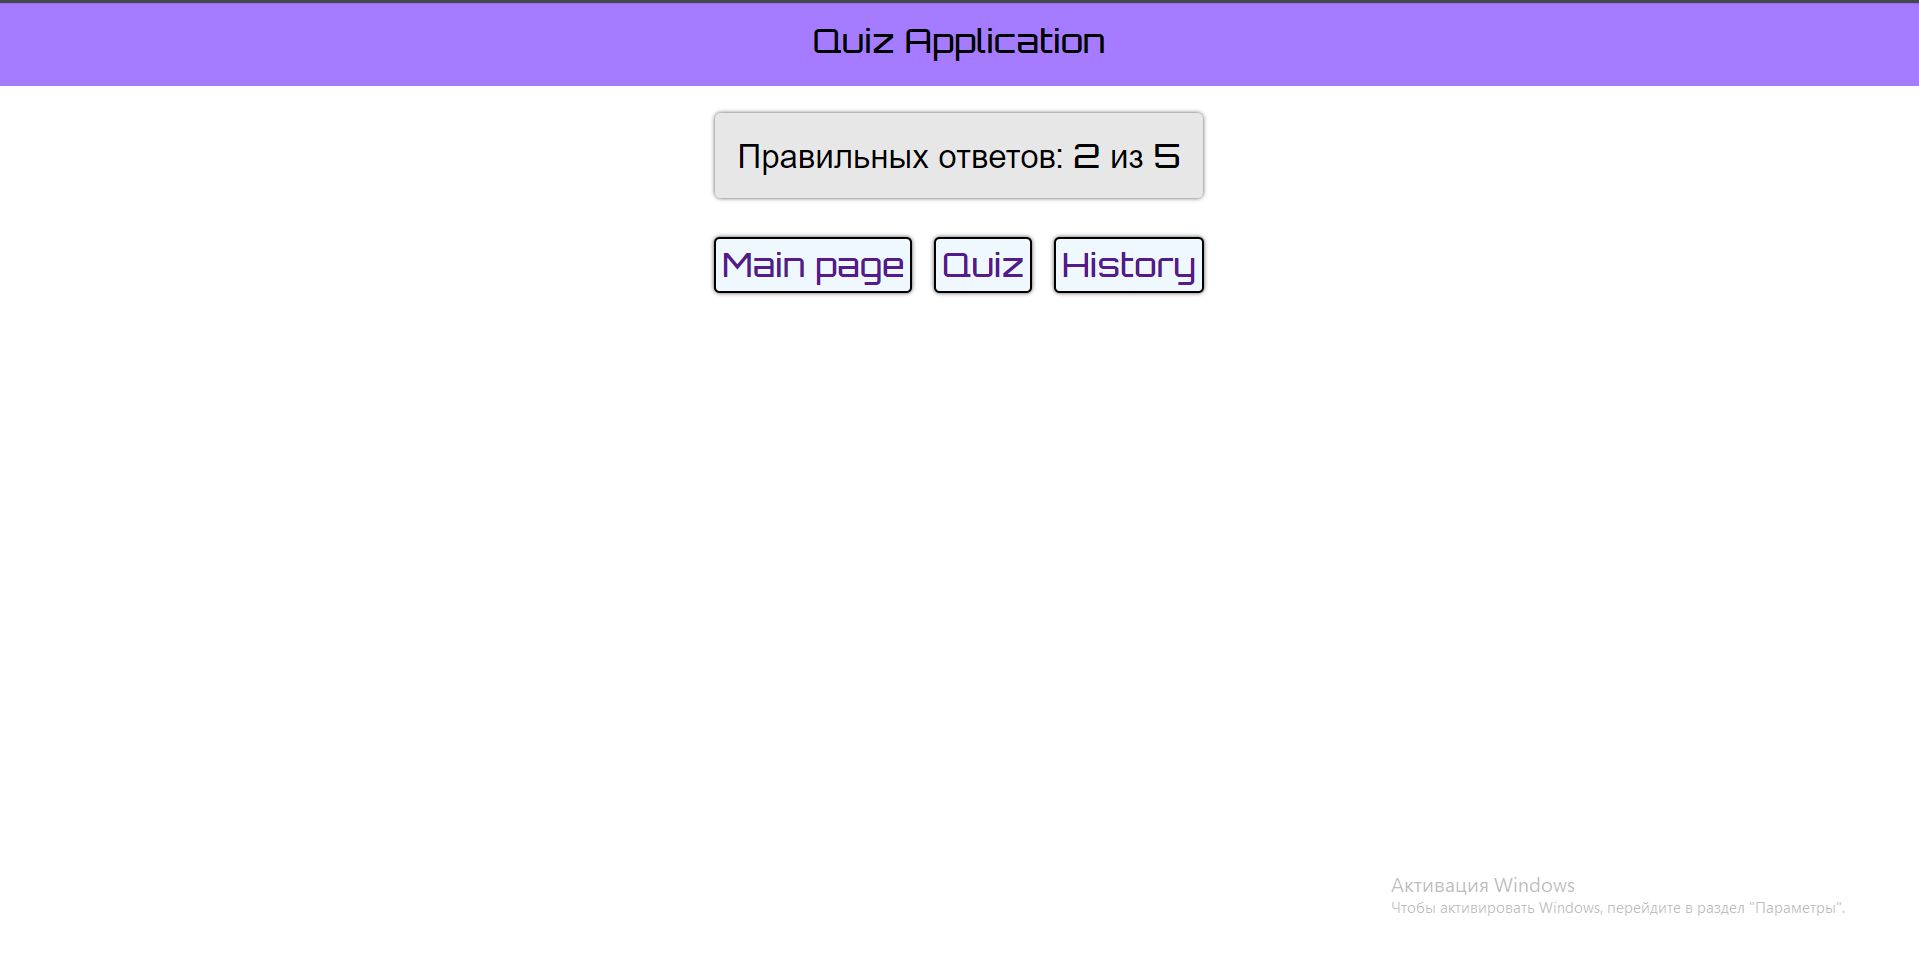 Quiz Application
Правильных ответов: 2 из 5
Main page Quiz History
Активация Windows
Чтобы активировать Windows, перейдите в раздел "Параметры".